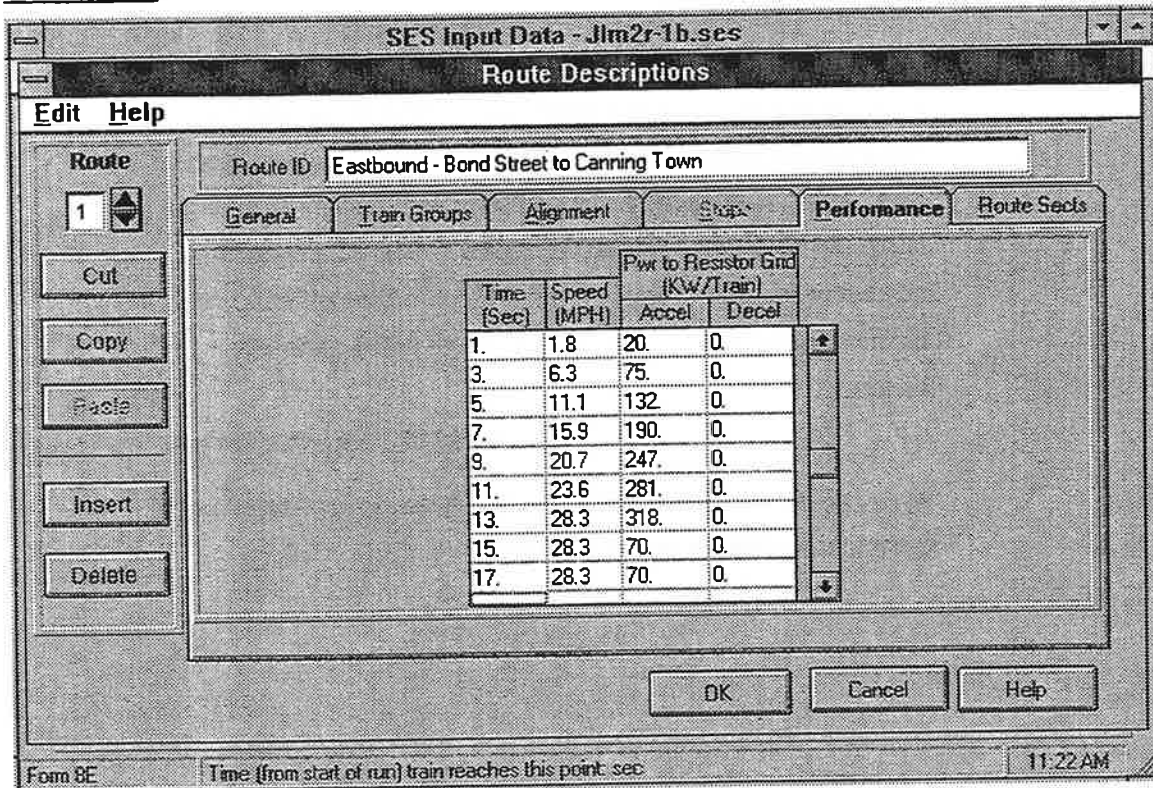 SES Input Data - Jlm2r-1b.ses
Route Descriptions
Edit Help
Route
1
Route ID Eastbound - Bond Street to Canning Town
General Train Groups Alignment Stops Performance Route Sects
Cut
Copy
Paste
Insert
Delete
Pwr to Resistor Grid
(KW/Train)
Time (Sec) Speed (MPH) Accel Decel
1. 1.8 20. 0.
3. 6.3 75. 0.
5. 11.1 132. 0.
7. 15.9 190. 0.
9. 20.7 247. 0.
11. 23.6 281. 0.
13. 28.3 318. 0.
15. 28.3 70. 0.
17. 28.3 70. 0.
OK Cancel Help
Form 8E Time (from start of run) train reaches this point: sec 11:22 AM